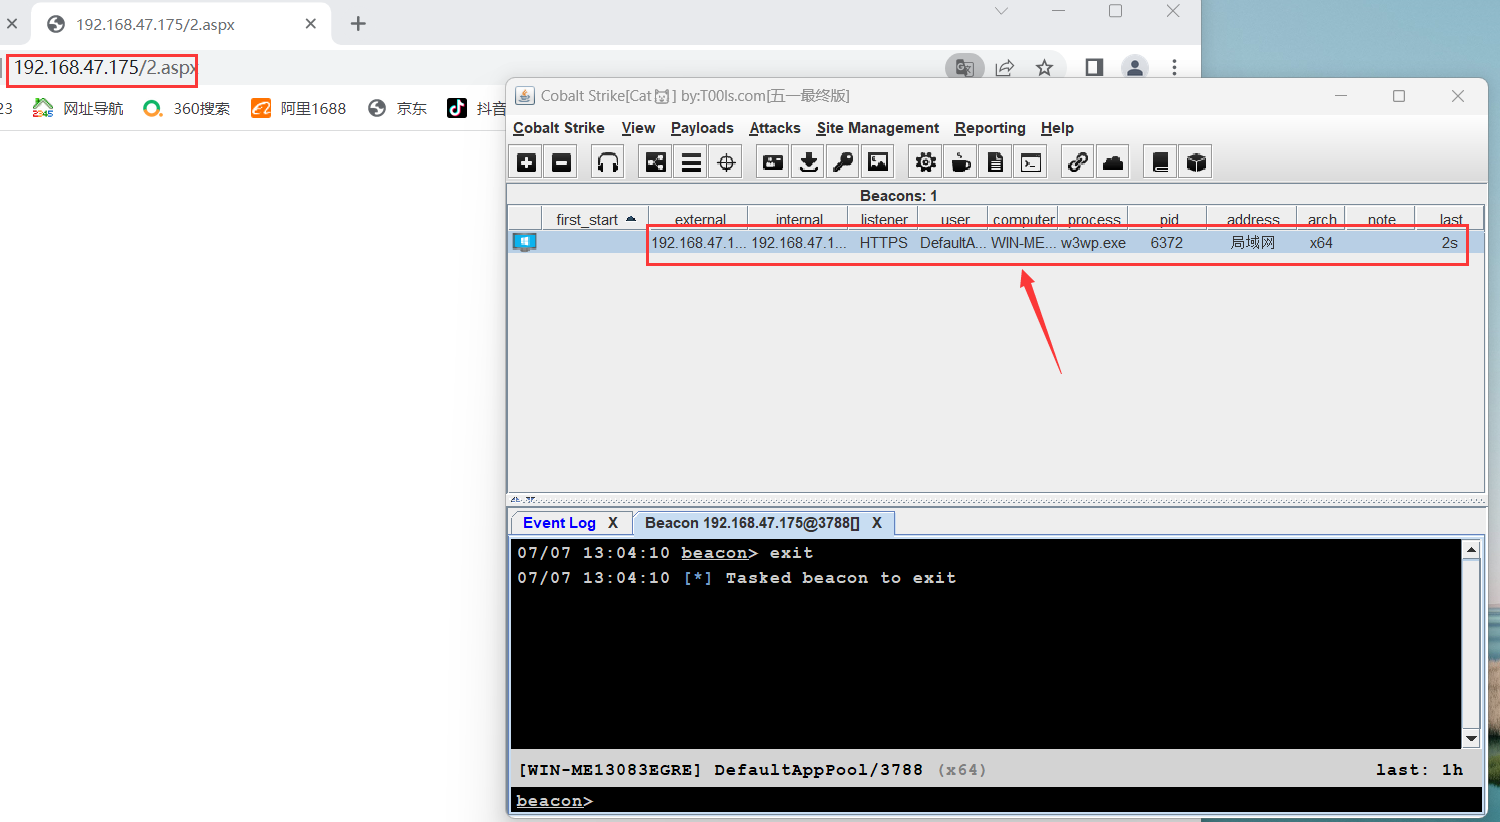 192.168.47.175/2.aspx
192.168.47.175/2.aspx
23 网址导航 360搜索 阿里1688 京东 抖音
Cobalt Strike[Cat🐱] by:T00ls.com[五一最终版]
Cobalt Strike View Payloads Attacks Site Management Reporting Help
Beacons: 1
first_start external internal listener user computer process pid address arch note last
192.168.47.1... 192.168.47.1... HTTPS DefaultA... WIN-ME... w3wp.exe 6372 局域网 x64 2s
Event Log X Beacon 192.168.47.175@3788[] X
07/07 13:04:10 beacon> exit
07/07 13:04:10 [*] Tasked beacon to exit
[WIN-ME13083EGRE] DefaultAppPool/3788 (x64) last: 1h
beacon>